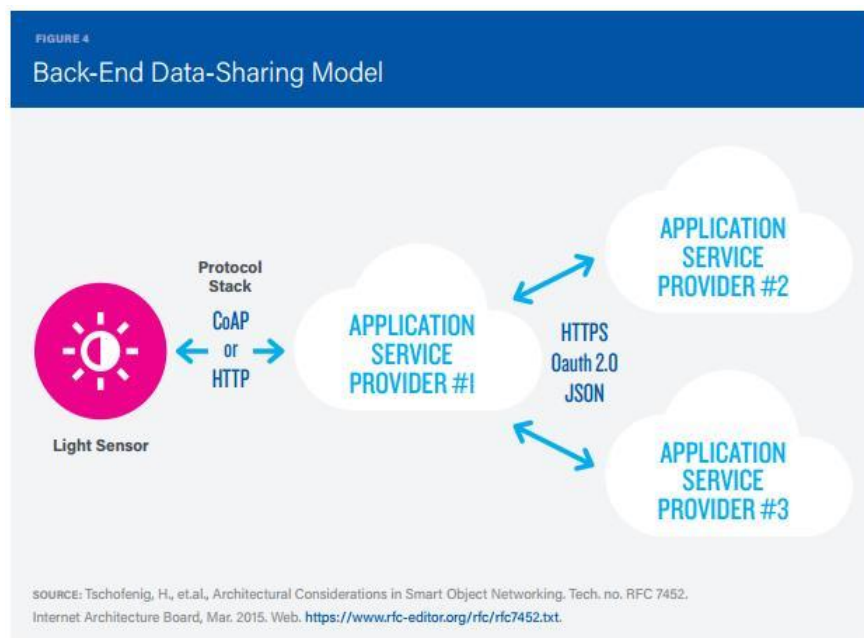 FIGURE 4
Back-End Data-Sharing Model
Protocol
Stack
CoAP
or
HTTP
Light Sensor
APPLICATION
SERVICE
PROVIDER #1
HTTPS
Oauth 2.0
JSON
APPLICATION
SERVICE
PROVIDER #2
APPLICATION
SERVICE
PROVIDER #3
SOURCE: Tschofenig, H., et.al., Architectural Considerations in Smart Object Networking. Tech. no. RFC 7452.
Internet Architecture Board, Mar. 2015. Web. https://www.rfc-editor.org/rfc/rfc7452.txt.